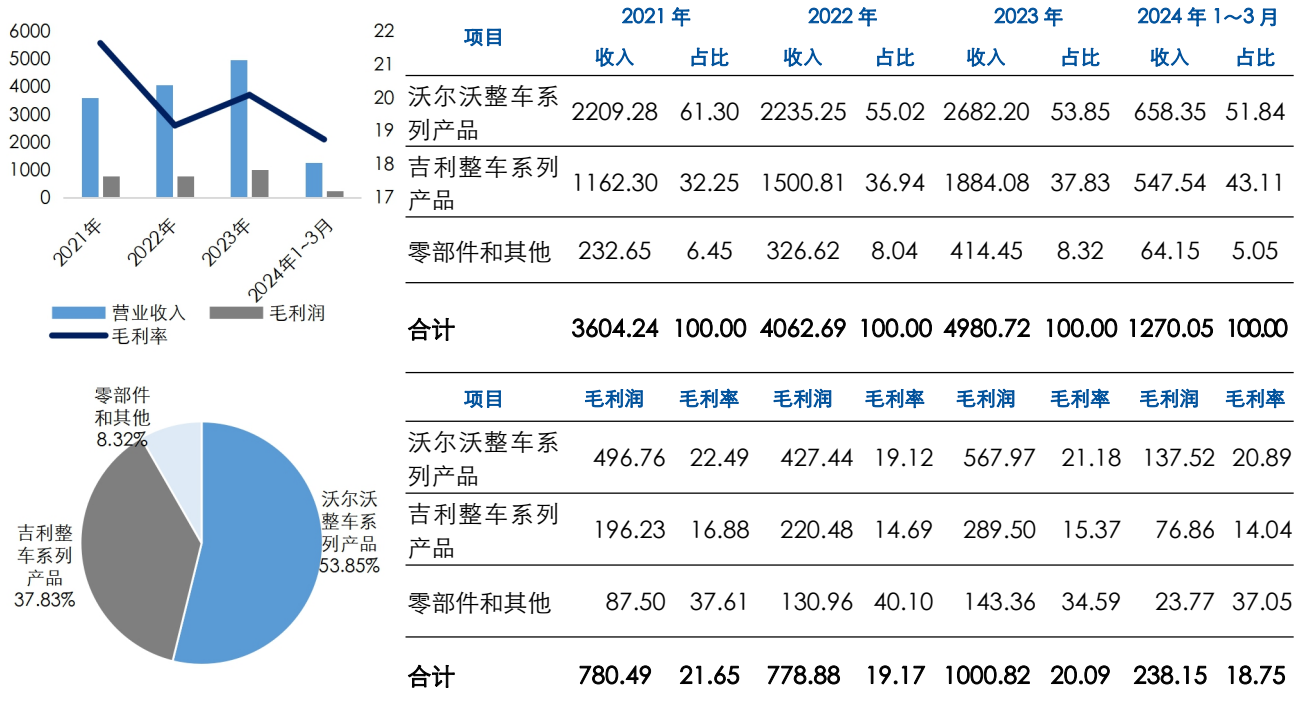 6000
5000
4000
3000
2000
1000
0
22
21
20
19
18
17
2021年
2022年
2023年
2024年1~3月
营业收入
毛利润
毛利率
零部件
和其他
8.32%
沃尔沃
整车系
列产品
53.85%
吉利整
车系列
产品
37.83%
项目 2021 年 2022 年 2023 年 2024 年 1～3 月
收入 占比 收入 占比 收入 占比 收入 占比
沃尔沃整车系
列产品 2209.28 61.30 2235.25 55.02 2682.20 53.85 658.35 51.84
吉利整车系列
产品 1162.30 32.25 1500.81 36.94 1884.08 37.83 547.54 43.11
零部件和其他 232.65 6.45 326.62 8.04 414.45 8.32 64.15 5.05
合计 3604.24 100.00 4062.69 100.00 4980.72 100.00 1270.05 100.00
项目 毛利润 毛利率 毛利润 毛利率 毛利润 毛利率 毛利润 毛利率
沃尔沃整车系
列产品 496.76 22.49 427.44 19.12 567.97 21.18 137.52 20.89
吉利整车系列
产品 196.23 16.88 220.48 14.69 289.50 15.37 76.86 14.04
零部件和其他 87.50 37.61 130.96 40.10 143.36 34.59 23.77 37.05
合计 780.49 21.65 778.88 19.17 1000.82 20.09 238.15 18.75